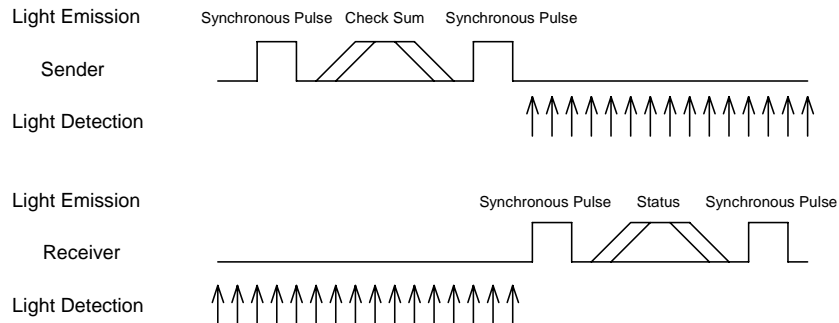 Light Emission
Synchronous Pulse Check Sum Synchronous Pulse
Sender
Light Detection
Light Emission
Synchronous Pulse Status Synchronous Pulse
Receiver
Light Detection